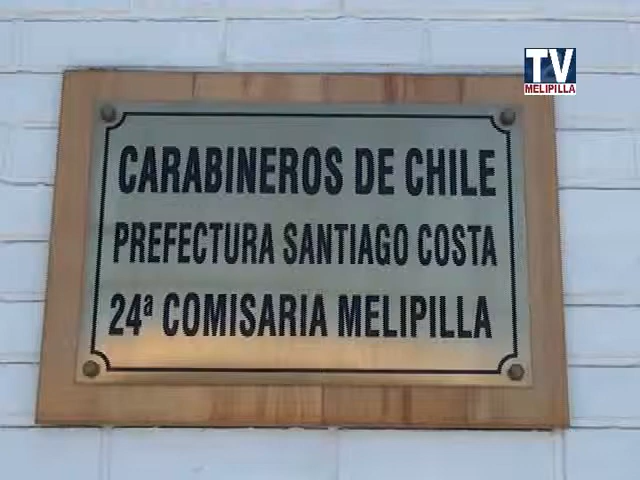 TV
MELIPILLA
CARABINEROS DE CHILE
PREFECTURA SANTIAGO COSTA
24ª COMISARIA MELIPILLA